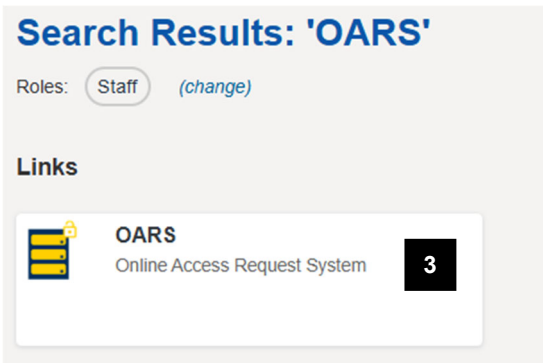 Search Results: 'OARS'
Roles: Staff (change)
Links
OARS
Online Access Request System 3